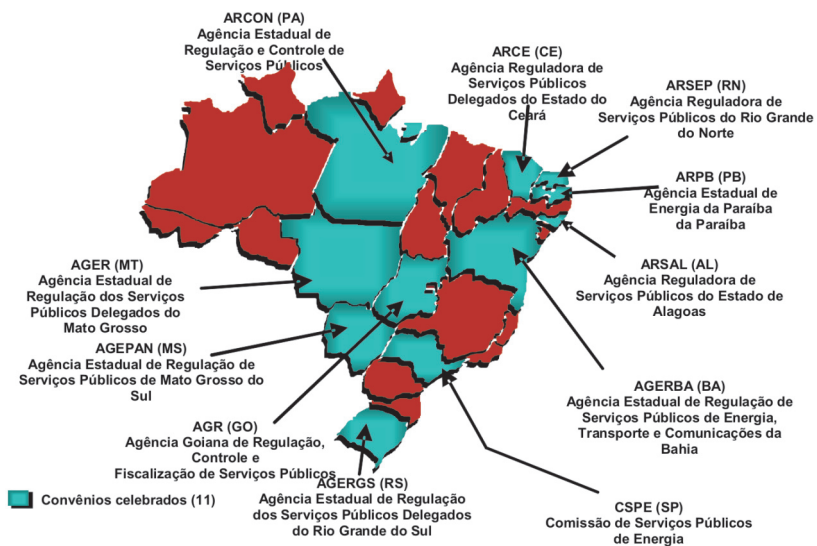 ARCON (PA)
Agência Estadual de
Regulação e Controle de
Serviços Públicos
ARCE (CE)
Agência Reguladora de
Serviços Públicos
Delegados do Estado do
Ceará
ARSEP (RN)
Agência Reguladora de
Serviços Públicos do Rio Grande
do Norte
ARPB (PB)
Agência Estadual de
Energia da Paraíba
da Paraíba
ARSAL (AL)
Agência Reguladora de
Serviços Públicos do Estado de
Alagoas
AGER (MT)
Agência Estadual de
Regulação dos Serviços
Públicos Delegados do
Mato Grosso
AGEPAN (MS)
Agência Estadual de Regulação de
Serviços Públicos de Mato Grosso do
Sul
AGERBA (BA)
Agência Estadual de Regulação de
Serviços Públicos de Energia,
Transporte e Comunicações da
Bahia
AGR (GO)
Agência Goiana de Regulação,
Controle e
Fiscalização de Serviços Públicos
AGERGS (RS)
Agência Estadual de Regulação
dos Serviços Públicos Delegados
do Rio Grande do Sul
CSPE (SP)
Comissão de Serviços Públicos
de Energia
Convênios celebrados (11)